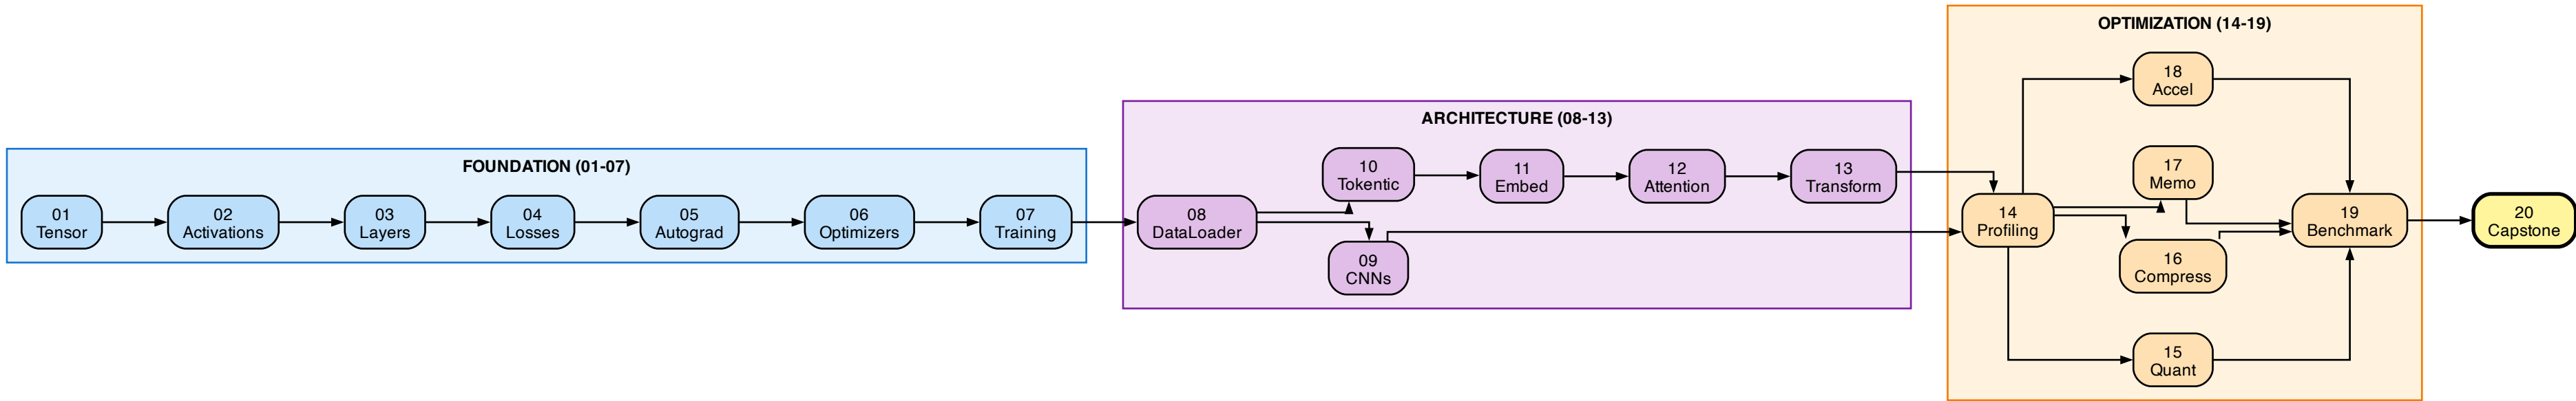 FOUNDATION (01-07)
01
Tensor
02
Activations
03
Layers
04
Losses
05
Autograd
06
Optimizers
07
Training
ARCHITECTURE (08-13)
08
DataLoader
09
CNNs
10
Tokentic
11
Embed
12
Attention
13
Transform
OPTIMIZATION (14-19)
14
Profiling
18
Accel
17
Memo
16
Compress
15
Quant
19
Benchmark
20
Capstone